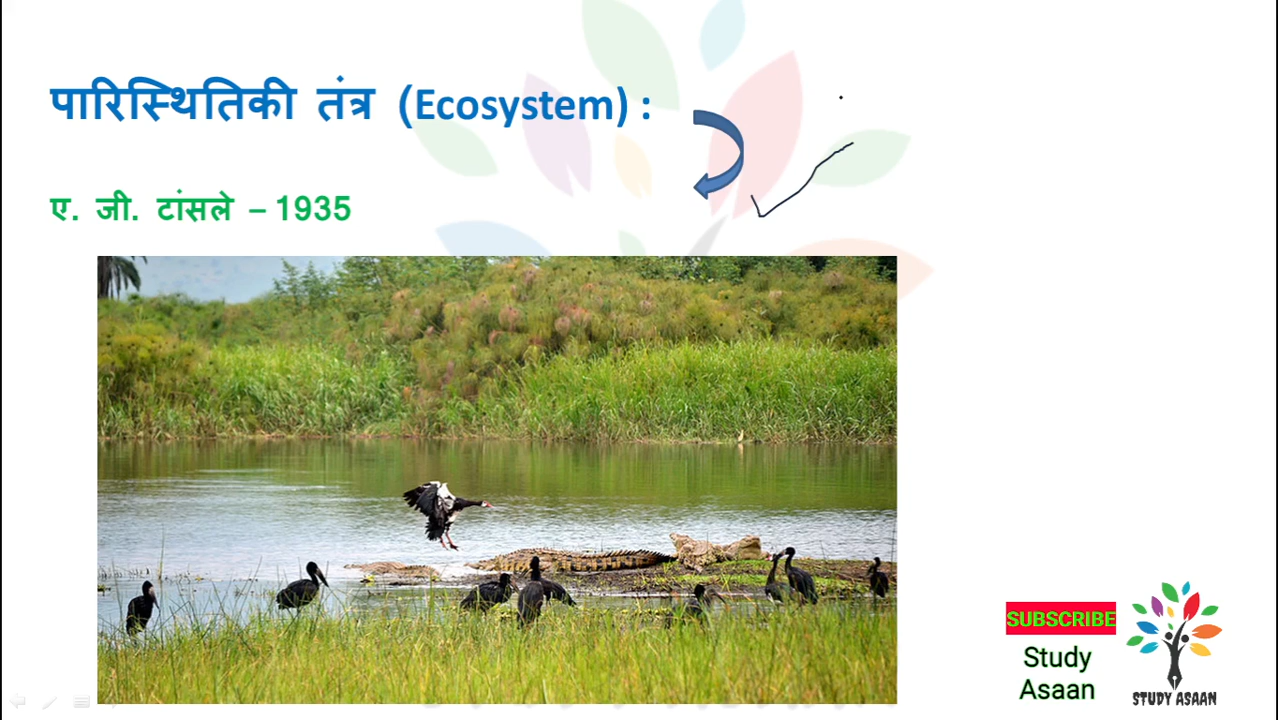 पारिस्थितिकी तंत्र (Ecosystem) :
ए. जी. टांसले – 1935
SUBSCRIBE
Study
Asaan
STUDY ASAAN